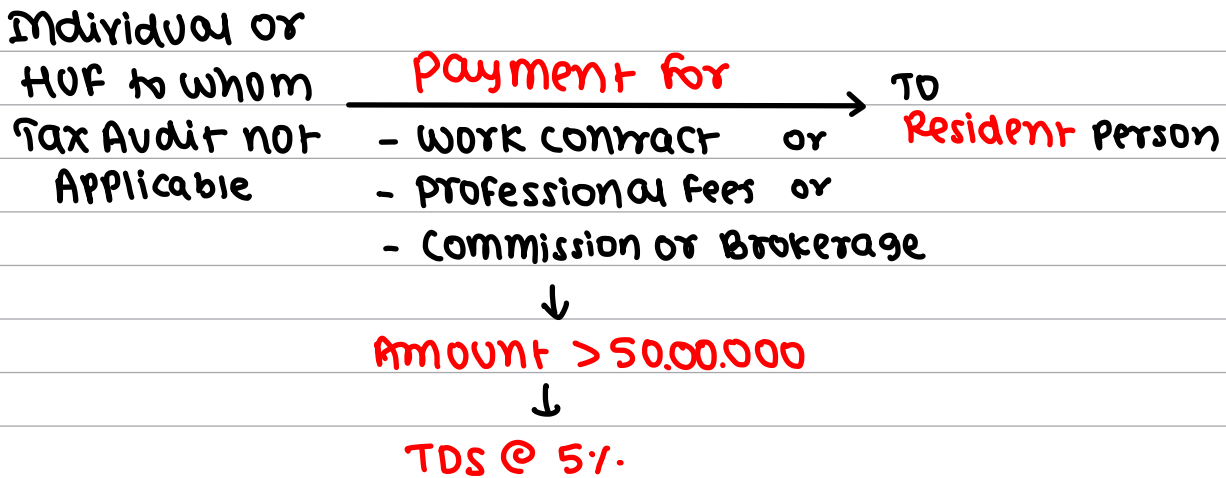 Individual or
HUF to whom
Tax Audit not
Applicable
Payment for
- Work contract or
- Professional Fees or
- Commission or Brokerage
TO
Resident Person
Amount > 50.00.000
TDS @ 5%.